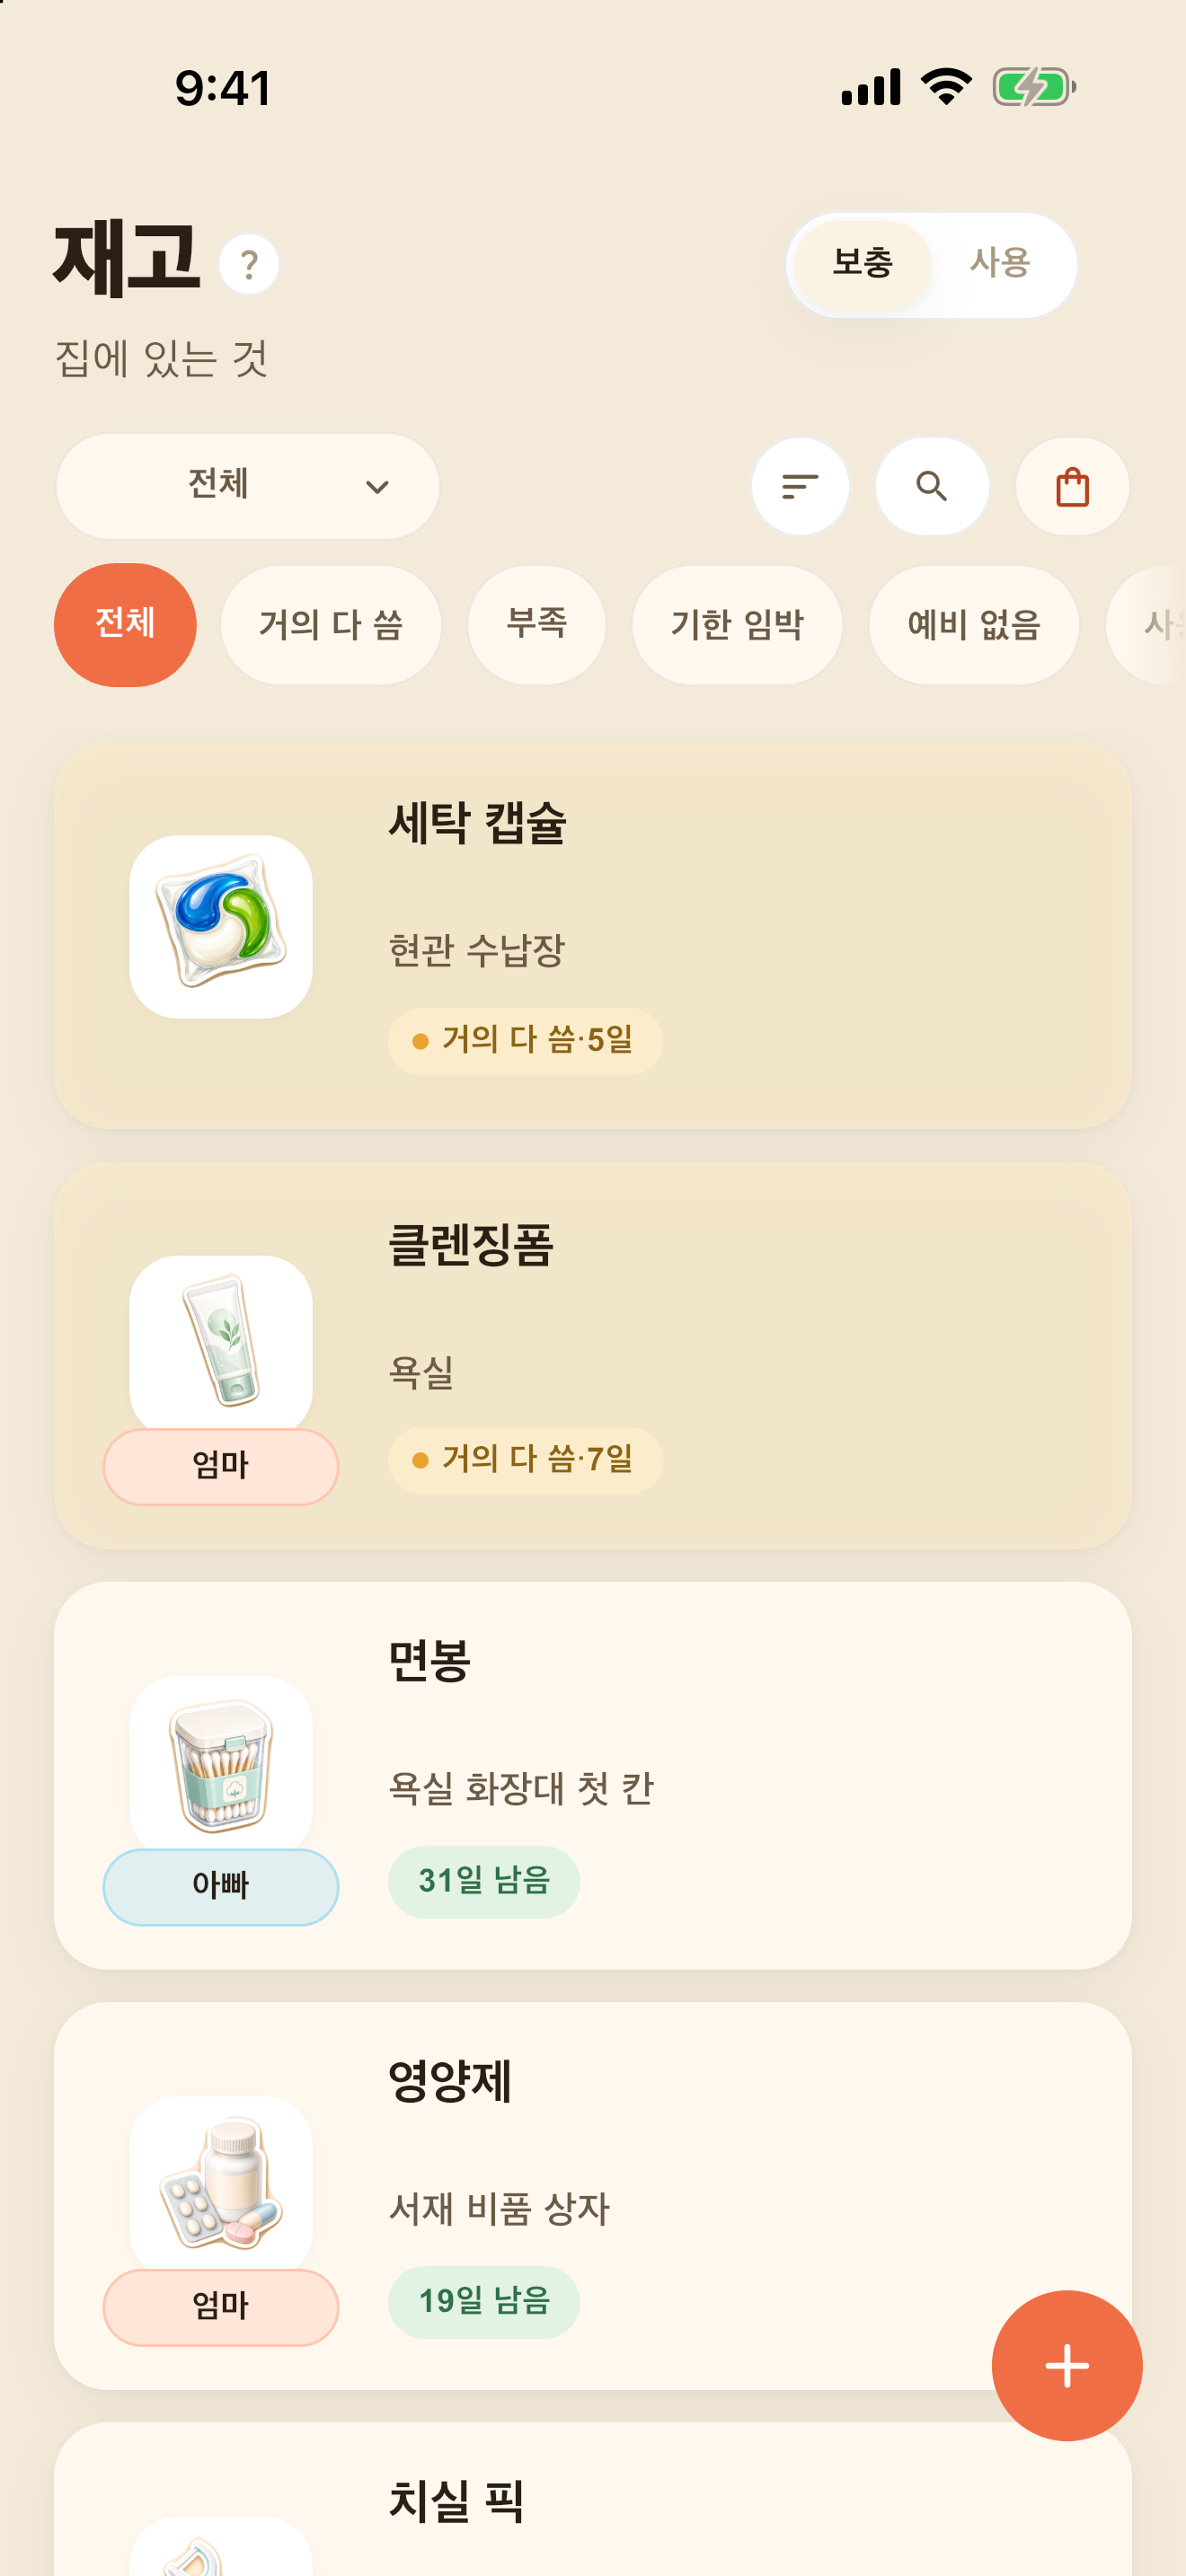 9:41
재고 ?
보충 사용
집에 있는 것
전체
전체 거의 다 씀 부족 기한 임박 예비 없음
세탁 캡슐
현관 수납장
거의 다 씀·5일
클렌징폼
욕실
거의 다 씀·7일
엄마
면봉
욕실 화장대 첫 칸
31일 남음
아빠
영양제
서재 비품 상자
19일 남음
엄마
치실 픽